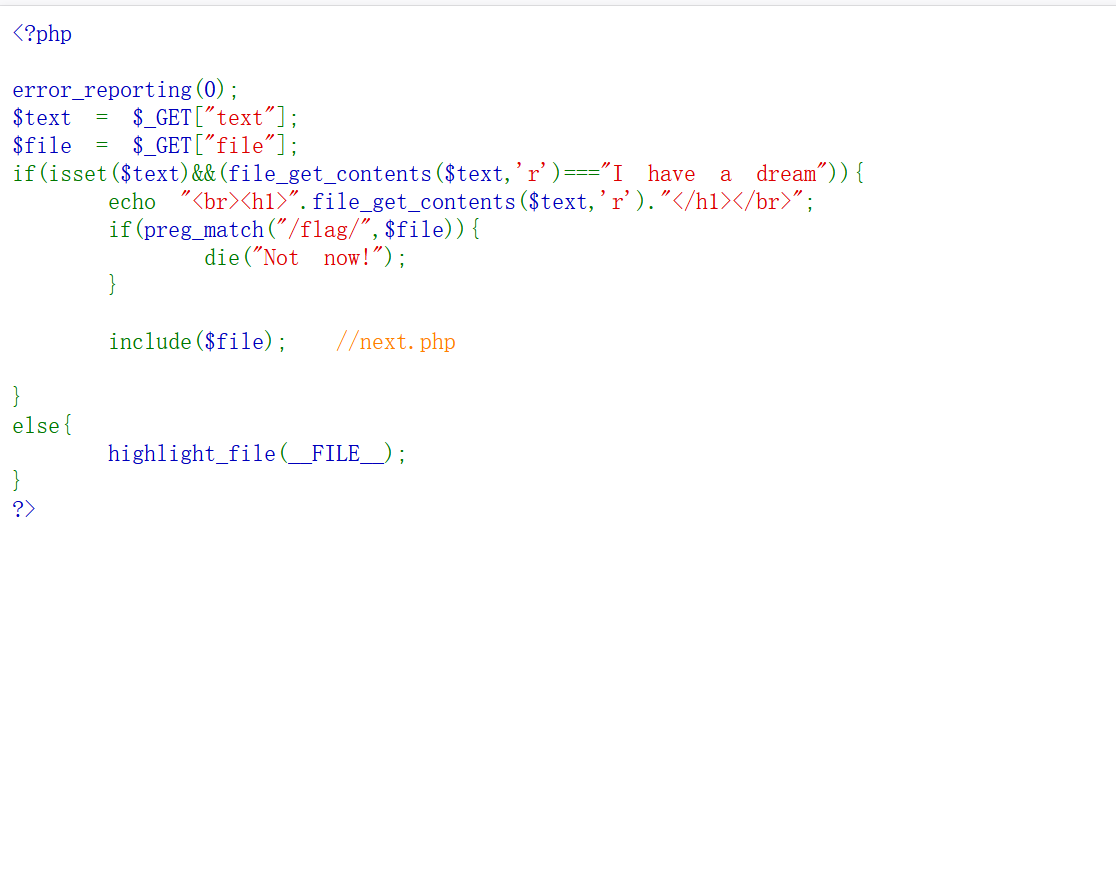 <?php
error_reporting(0);
$text = $_GET["text"];
$file = $_GET["file"];
if(isset($text)&&(file_get_contents($text,'r')==="I have a dream")){
echo "<br><h1>".file_get_contents($text,'r')."</h1></br>";
if(preg_match("/flag/",$file)){
die("Not now!");
}
include($file); //next.php
}
else{
highlight_file(__FILE__);
}
?>